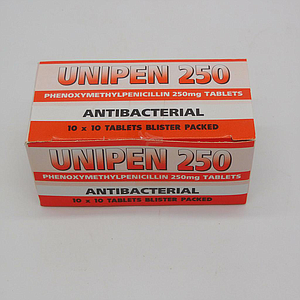 UNIPEN 250
PHENOXYMETHYLPENICILLIN 250mg TABLETS
ANTIBACTERIAL
10 x 10 TABLETS BLISTER PACKED
UNIPEN 250
PHENOXYMETHYLPENICILLIN 250mg TABLETS
ANTIBACTERIAL
10 x 10 TABLETS BLISTER PACKED